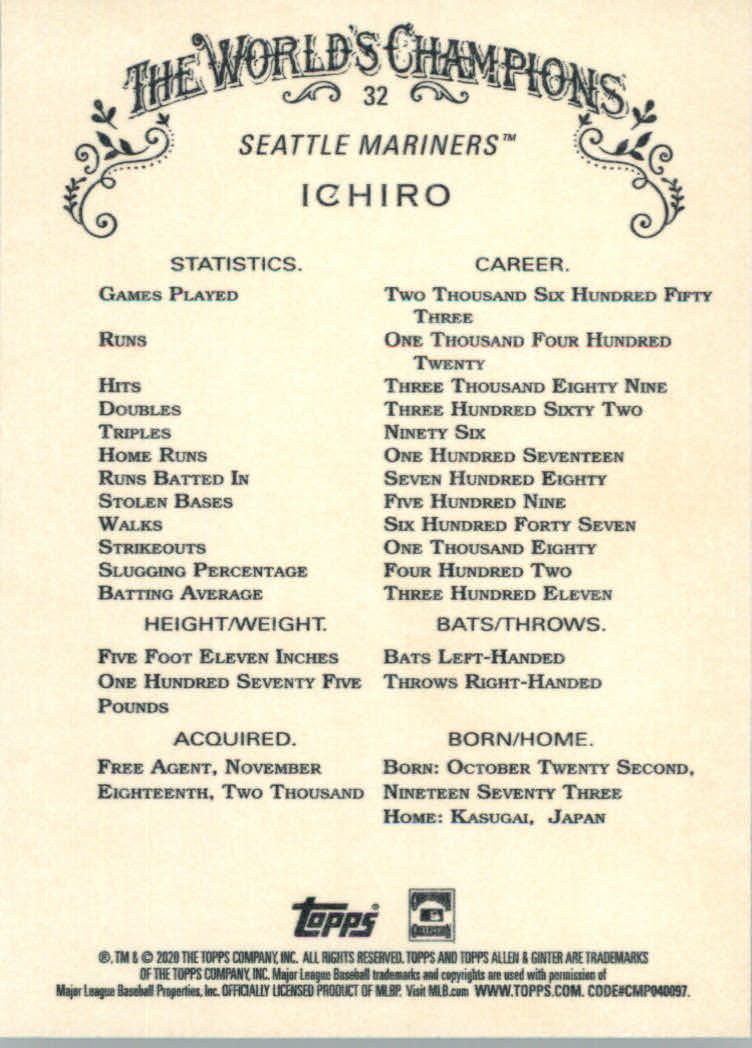 THE WORLD'S CHAMPIONS
32
SEATTLE MARINERS™
ICHIRO
STATISTICS. CAREER.
GAMES PLAYED TWO THOUSAND SIX HUNDRED FIFTY
THREE
RUNS ONE THOUSAND FOUR HUNDRED
TWENTY
HITS THREE THOUSAND EIGHTY NINE
DOUBLES THREE HUNDRED SIXTY TWO
TRIPLES NINETY SIX
HOME RUNS ONE HUNDRED SEVENTEEN
RUNS BATTED IN SEVEN HUNDRED EIGHTY
STOLEN BASES FIVE HUNDRED NINE
WALKS SIX HUNDRED FORTY SEVEN
STRIKEOUTS ONE THOUSAND EIGHTY
SLUGGING PERCENTAGE FOUR HUNDRED TWO
BATTING AVERAGE THREE HUNDRED ELEVEN
HEIGHT/WEIGHT. BATS/THROWS.
FIVE FOOT ELEVEN INCHES BATS LEFT-HANDED
ONE HUNDRED SEVENTY FIVE THROWS RIGHT-HANDED
POUNDS
ACQUIRED. BORN/HOME.
FREE AGENT, NOVEMBER BORN: OCTOBER TWENTY SECOND,
EIGHTEENTH, TWO THOUSAND NINETEEN SEVENTY THREE
HOME: KASUGAI, JAPAN
Topps®
COLLECTION
®, TM & © 2020 THE TOPPS COMPANY, INC. ALL RIGHTS RESERVED. TOPPS AND TOPPS ALLEN & GINTER ARE TRADEMARKS
OF THE TOPPS COMPANY, INC. Major League Baseball trademarks and copyrights are used with permission of
Major League Baseball Properties, Inc. OFFICIALLY LICENSED PRODUCT OF MLBP. Visit MLB.com WWW.TOPPS.COM. CODE#CMP040097.